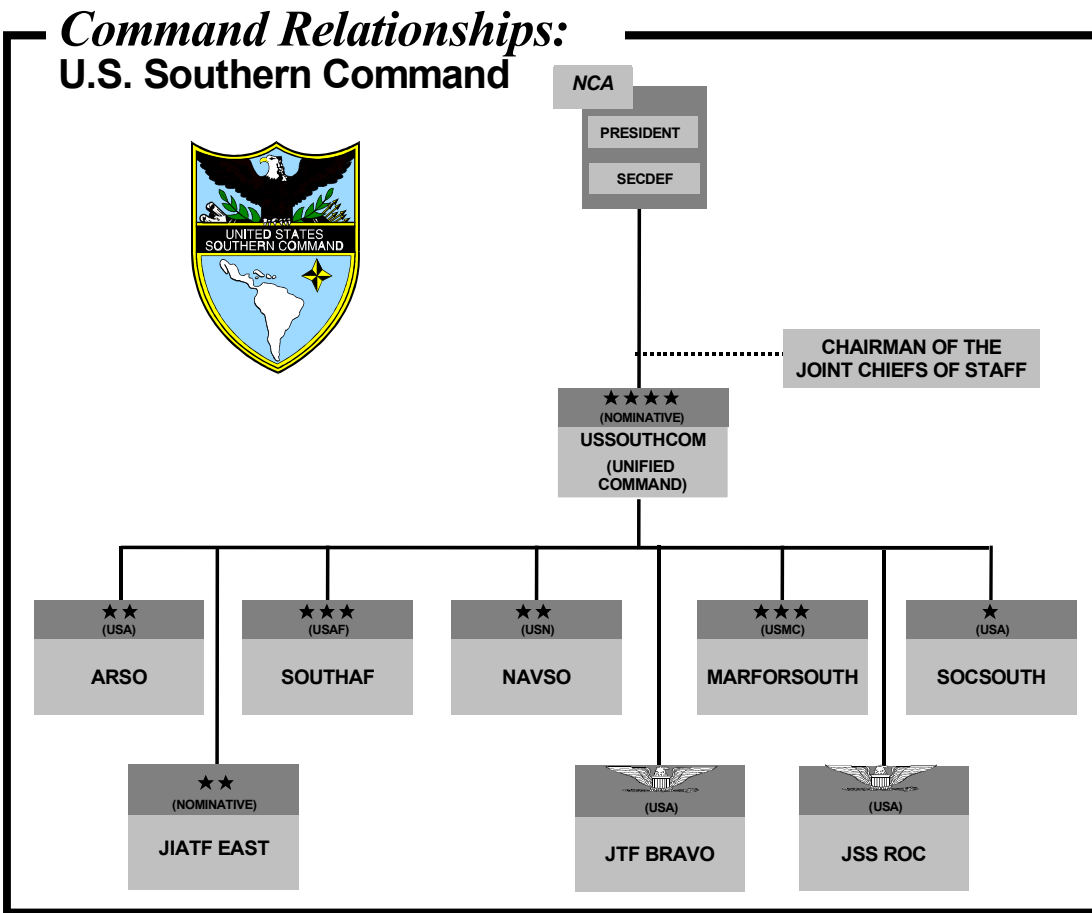 Command Relationships:
U.S. Southern Command
NCA
PRESIDENT
SECDEF
UNITED STATES
SOUTHERN COMMAND
CHAIRMAN OF THE
JOINT CHIEFS OF STAFF
(NOMINATIVE)
USSOUTHCOM
(UNIFIED
COMMAND)
(USA)
ARSO
(USAF)
SOUTHAF
(USN)
NAVSO
(USMC)
MARFORSOUTH
(USA)
SOCSOUTH
(NOMINATIVE)
JIATF EAST
(USA)
JTF BRAVO
(USA)
JSS ROC